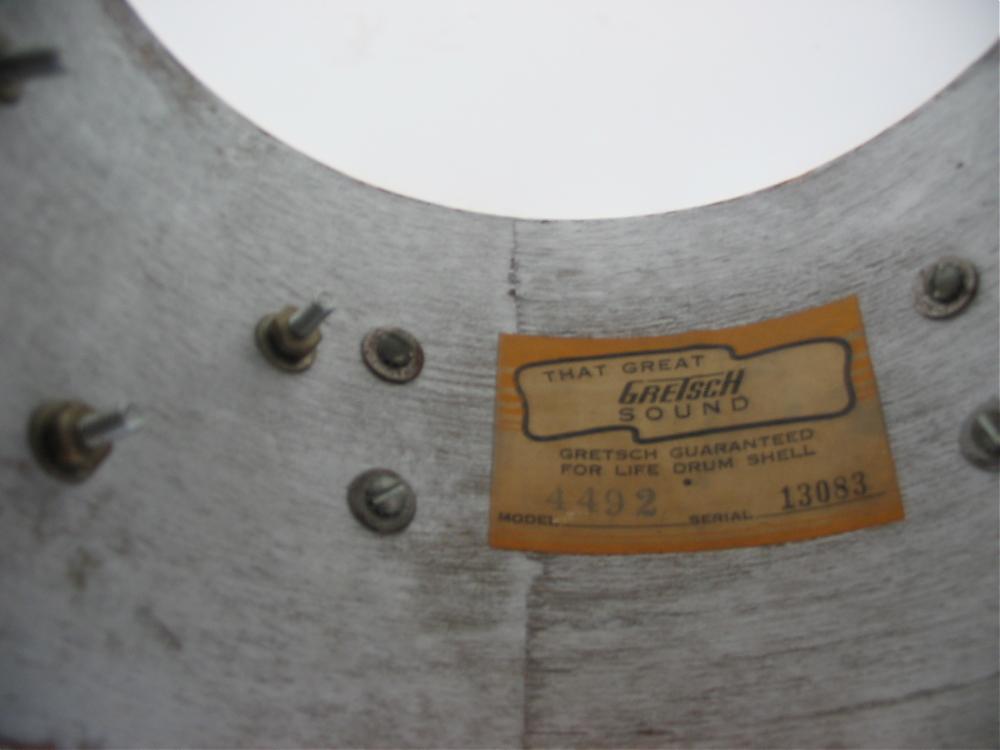 THAT GREAT
GRETSCH
SOUND
GRETSCH GUARANTEED
FOR LIFE DRUM SHELL
MODEL 4492 SERIAL 13083